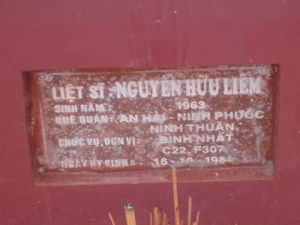 LIỆT SĨ: NGUYỄN HỮU LIÊM
SINH NĂM: 1963
QUÊ QUÁN: AN HẢI - NINH PHƯỚC
NINH THUẬN
CHỨC VỤ, ĐƠN VỊ: BINH NHẤT
C22, F307
NGÀY HY SINH: 16-10-1984